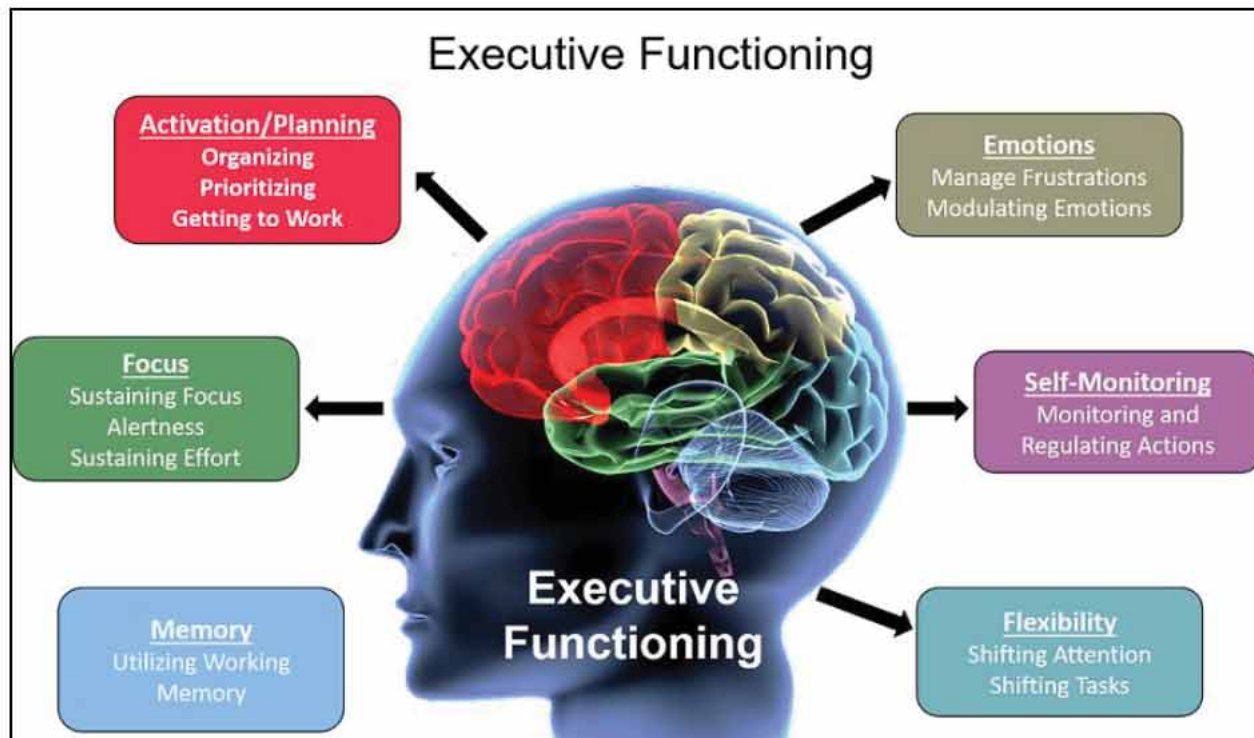 Executive Functioning
Activation/Planning
Organizing
Prioritizing
Getting to Work
Emotions
Manage Frustrations
Modulating Emotions
Focus
Sustaining Focus
Alertness
Sustaining Effort
Self-Monitoring
Monitoring and
Regulating Actions
Memory
Utilizing Working
Memory
Executive
Functioning
Flexibility
Shifting Attention
Shifting Tasks